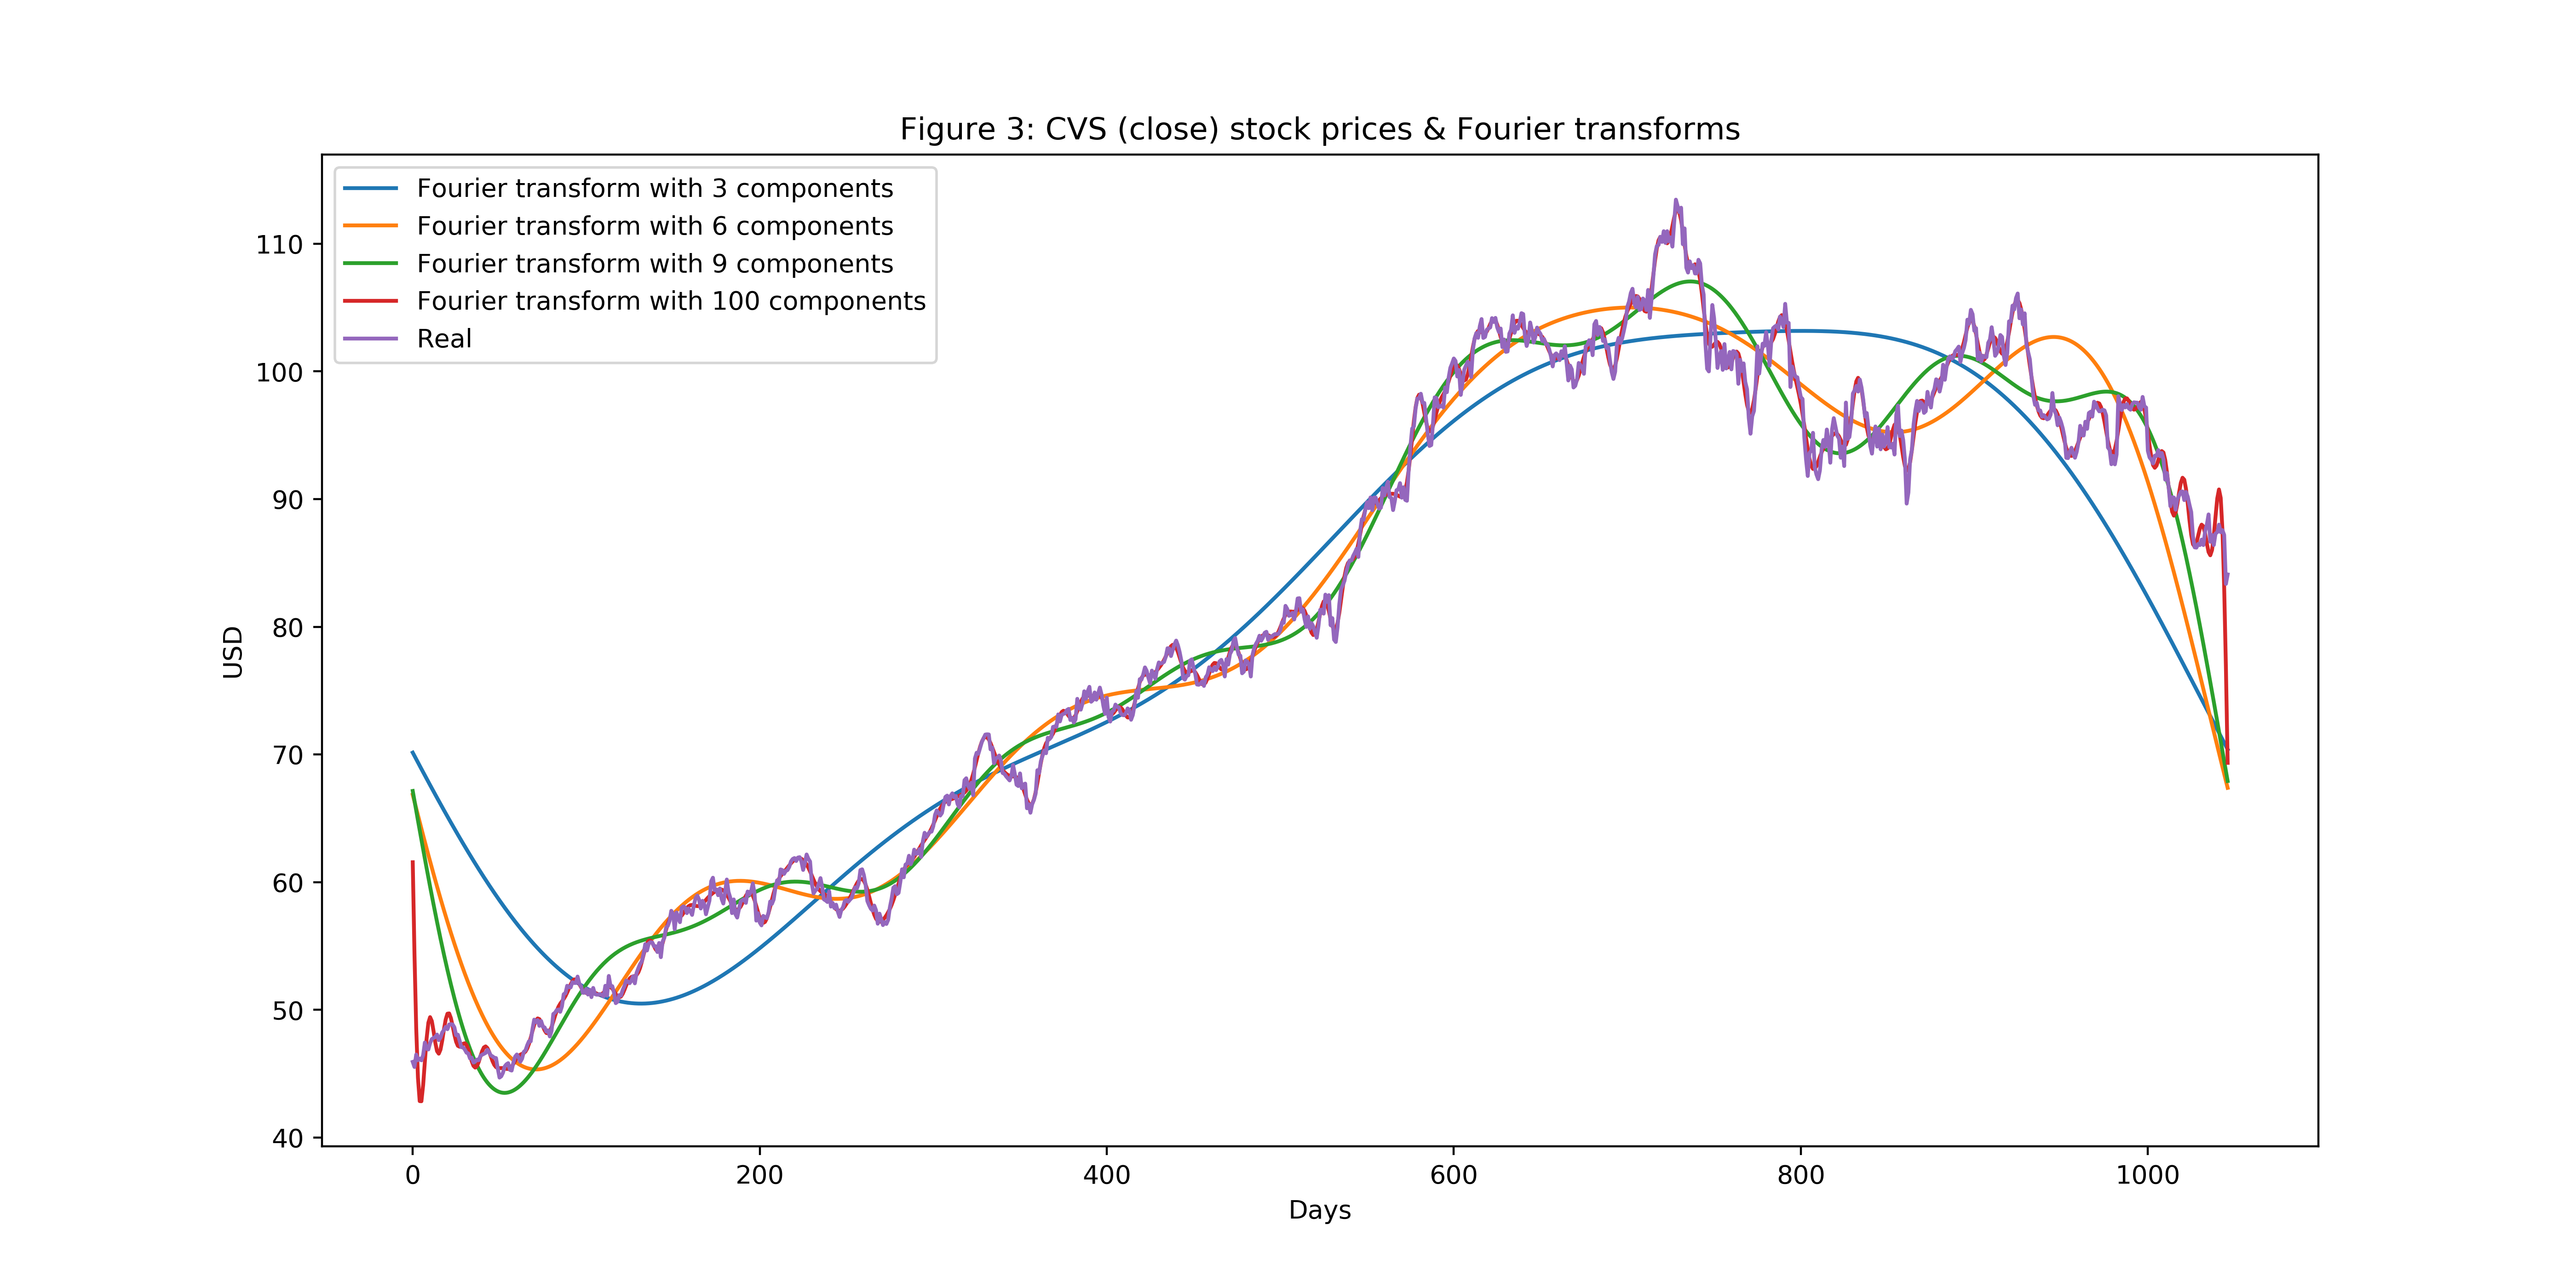 Figure 3: CVS (close) stock prices & Fourier transforms
Fourier transform with 3 components
Fourier transform with 6 components
Fourier transform with 9 components
Fourier transform with 100 components
Real
110
100
90
80
70
60
50
40
USD
0 200 400 600 800 1000
Days